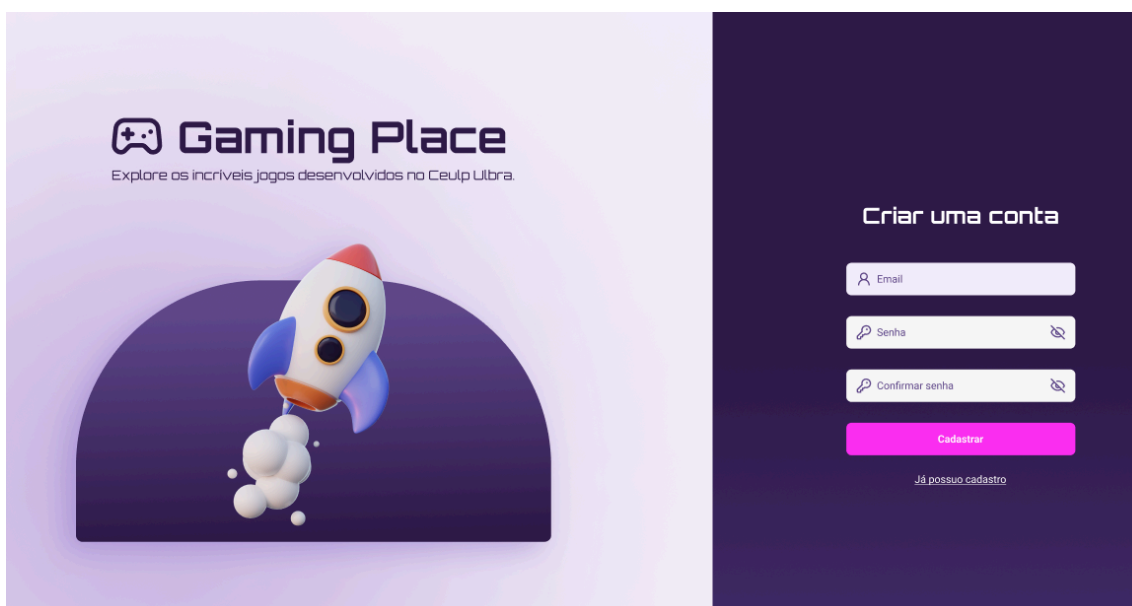 Gaming Place
Explore os incríveis jogos desenvolvidos no Ceulp Ulbra.
Criar uma conta
Email
Senha
Confirmar senha
Cadastrar
Já possuo cadastro